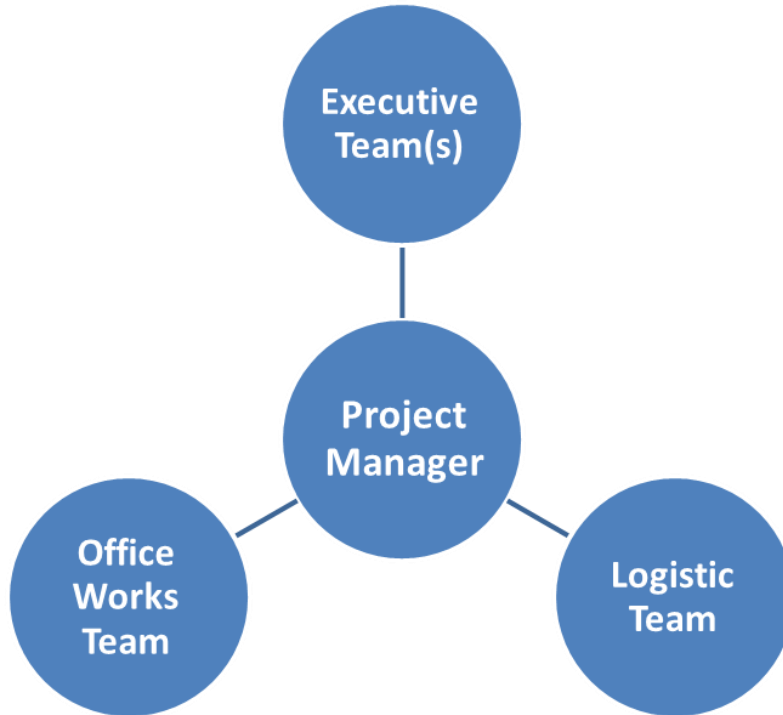 Executive
Team(s)
Project
Manager
Office
Works
Team
Logistic
Team